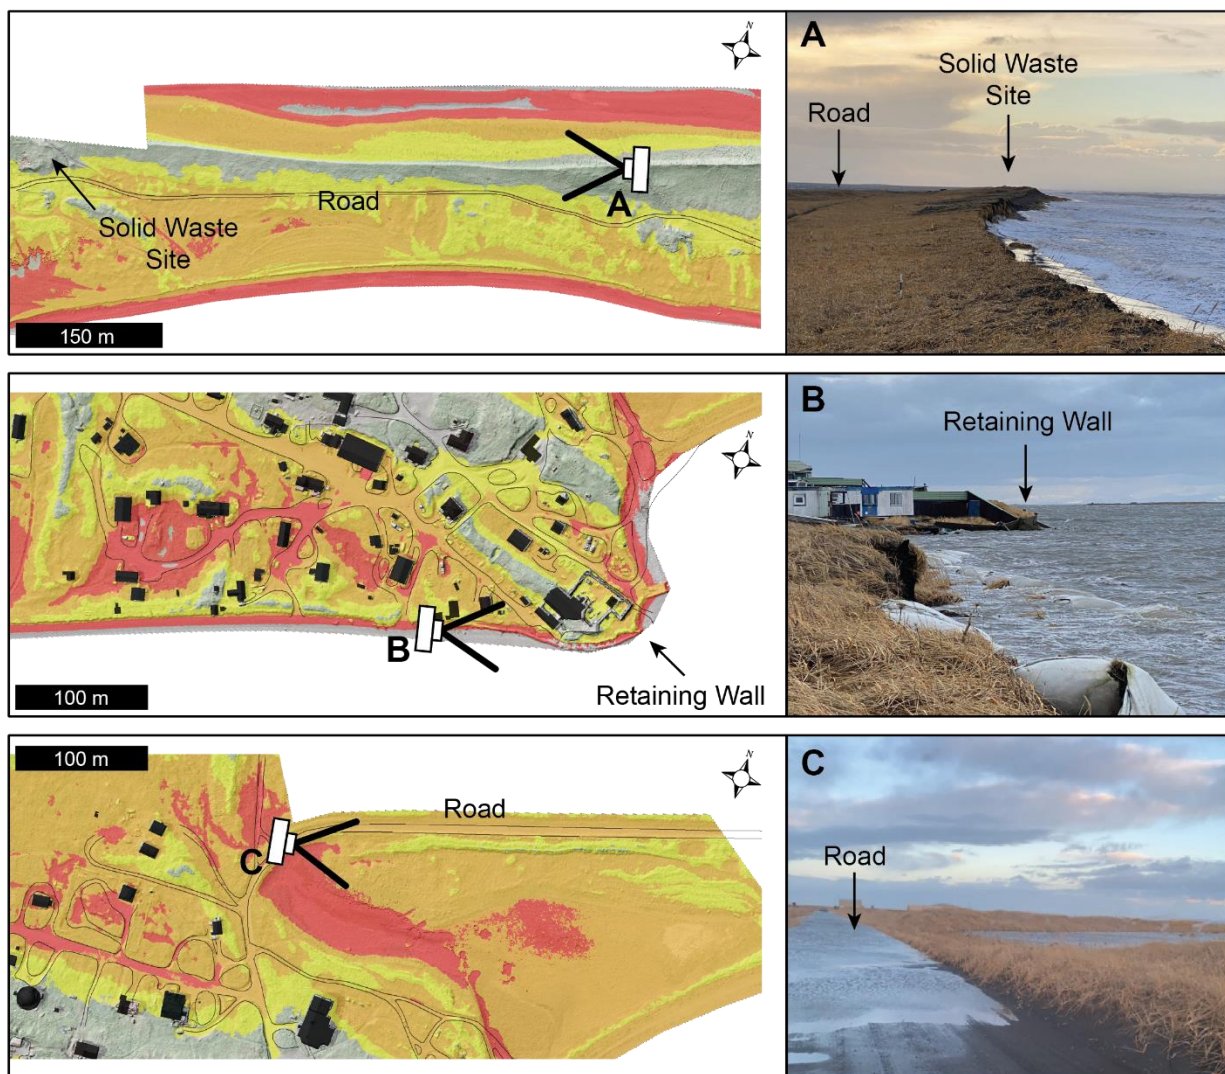 N
Road
A
Solid Waste
Site
150 m
A
Solid Waste
Site
Road
N
B
Retaining Wall
100 m
B
Retaining Wall
100 m
N
Road
C
C
Road